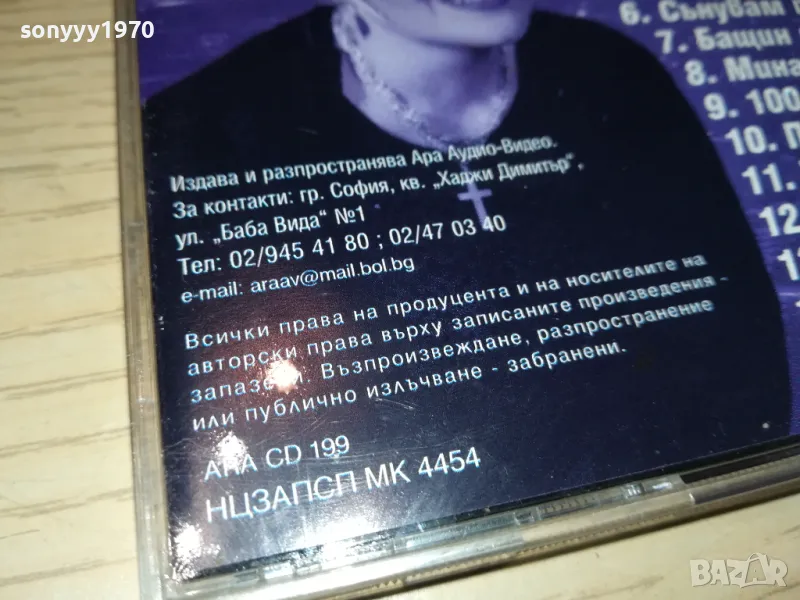 sonyyy1970
6. Сънувам
7. Бащин
8. Мина
9. 100
10.
11.
12
Издава и разпространява Ара Аудио-Видео.
За контакти: гр. София, кв. „Хаджи Димитър",
ул. „Баба Вида" №1
Тел: 02/945 41 80 ; 02/47 03 40
e-mail: araav@mail.bol.bg
Всички права на продуцента и на носителите на
авторски права върху записаните произведения -
запазени. Възпроизвеждане, разпространение
или публично излъчване - забранени.
АРА CD 199
НЦЗАПСП МК 4454
BAZAR